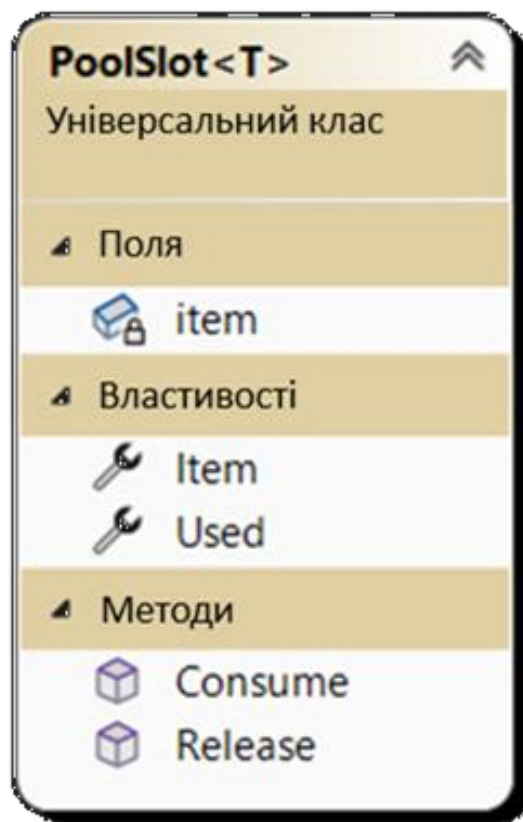 PoolSlot<T>
Універсальний клас
Поля
item
Властивості
Item
Used
Методи
Consume
Release